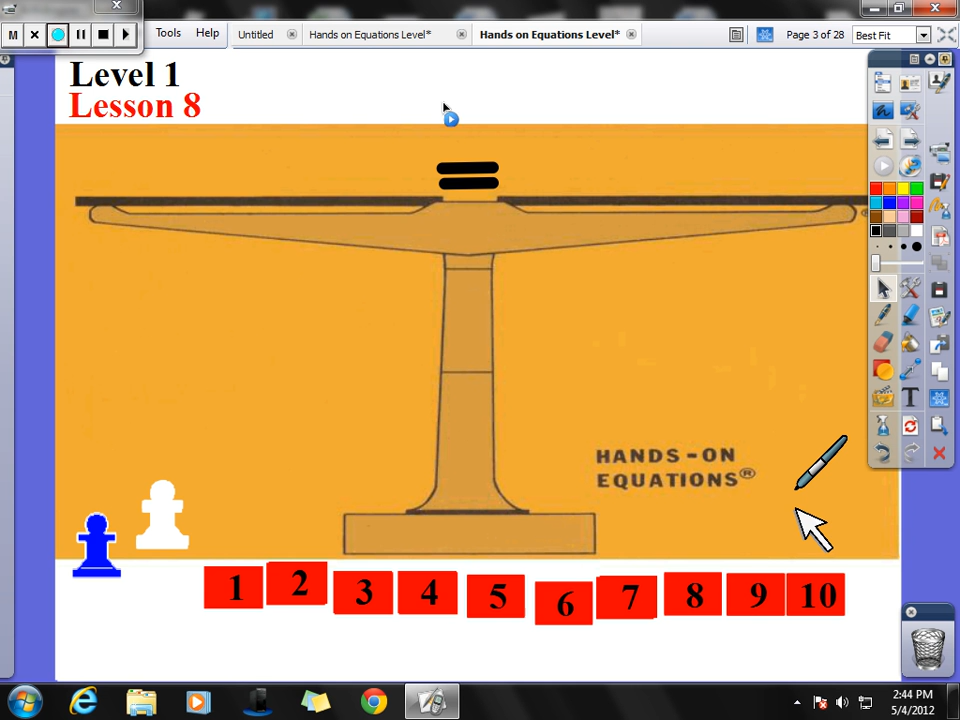 M
Tools Help Untitled Hands on Equations Level* Hands on Equations Level* Page 3 of 28 Best Fit
Level 1
Lesson 8
=
HANDS-ON
EQUATIONS®
1 2 3 4 5 6 7 8 9 10
T
2:44 PM
5/4/2012